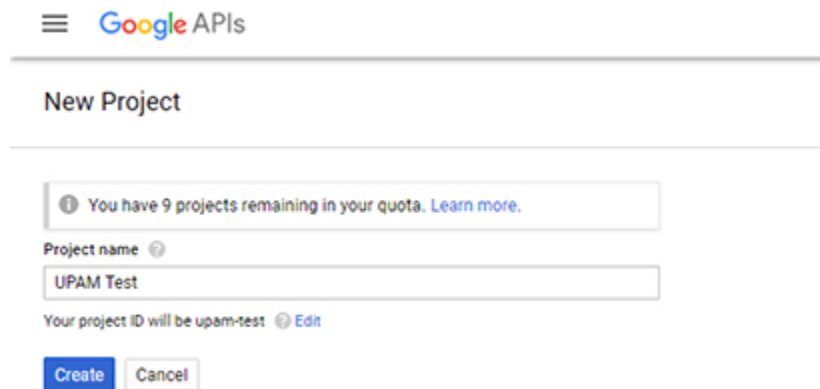 Google APIs
New Project
You have 9 projects remaining in your quota. Learn more.
Project name
UPAM Test
Your project ID will be upam-test Edit
Create Cancel